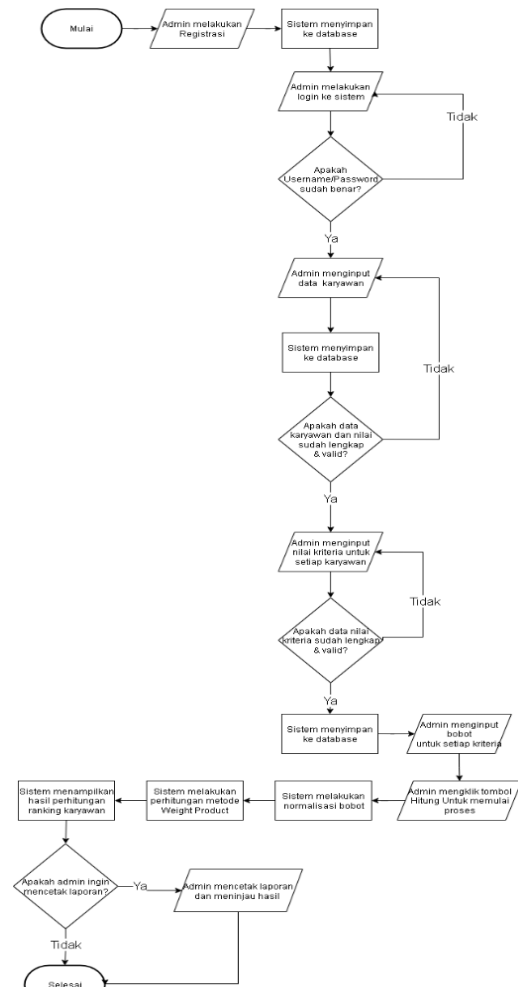 Mulai
Admin melakukan
Registrasi
Sistem menyimpan
ke database
Admin melakukan
login ke sistem
Tidak
Apakah
Username/Password
sudah benar?
Ya
Admin menginput
data karyawan
Sistem menyimpan
ke database
Tidak
Apakah data
karyawan dan nilai
sudah lengkap
& valid?
Ya
Admin menginput
nilai kriteria untuk
setiap karyawan
Tidak
Apakah data nilai
kriteria sudah lengkap
& valid?
Ya
Sistem menyimpan
ke database
Admin menginput
bobot
untuk setiap kriteria
Admin mengklik tombol
Hitung Untuk memulai
proses
Sistem melakukan
normalisasi bobot
Sistem melakukan
perhitungan metode
Weight Product
Sistem menampilkan
hasil perhitungan
ranking karyawan
Apakah admin ingin
mencetak laporan?
Ya
Admin mencetak laporan
dan meninjau hasil
Tidak
Selesai